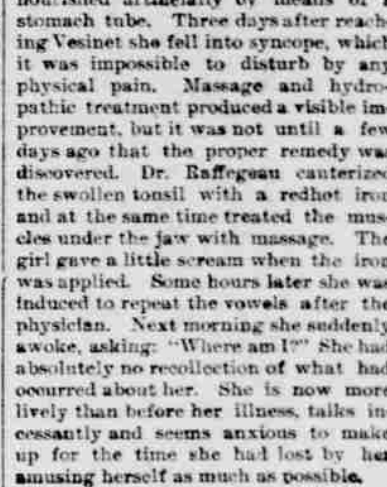 nourished artificially by means of
stomach tube. Three days after reach
ing Vesinet she fell into syncope, which
it was impossible to disturb by any
physical pain. Massage and hydro-
pathic treatment produced a visible im
provement, but it was not until a few
days ago that the proper remedy was
discovered. Dr. Raffegeau cauterized
the swollen tonsil with a redhot iron
and at the same time treated the mus
cles under the jaw with massage. The
girl gave a little scream when the iron
was applied. Some hours later she was
induced to repeat the vowels after the
physician. Next morning she suddenly
awoke, asking: "Where am I?" She had
absolutely no recollection of what had
occurred about her. She is now more
lively than before her illness, talks in
cessantly and seems anxious to make
up for the time she had lost by her
amusing herself as much as possible.